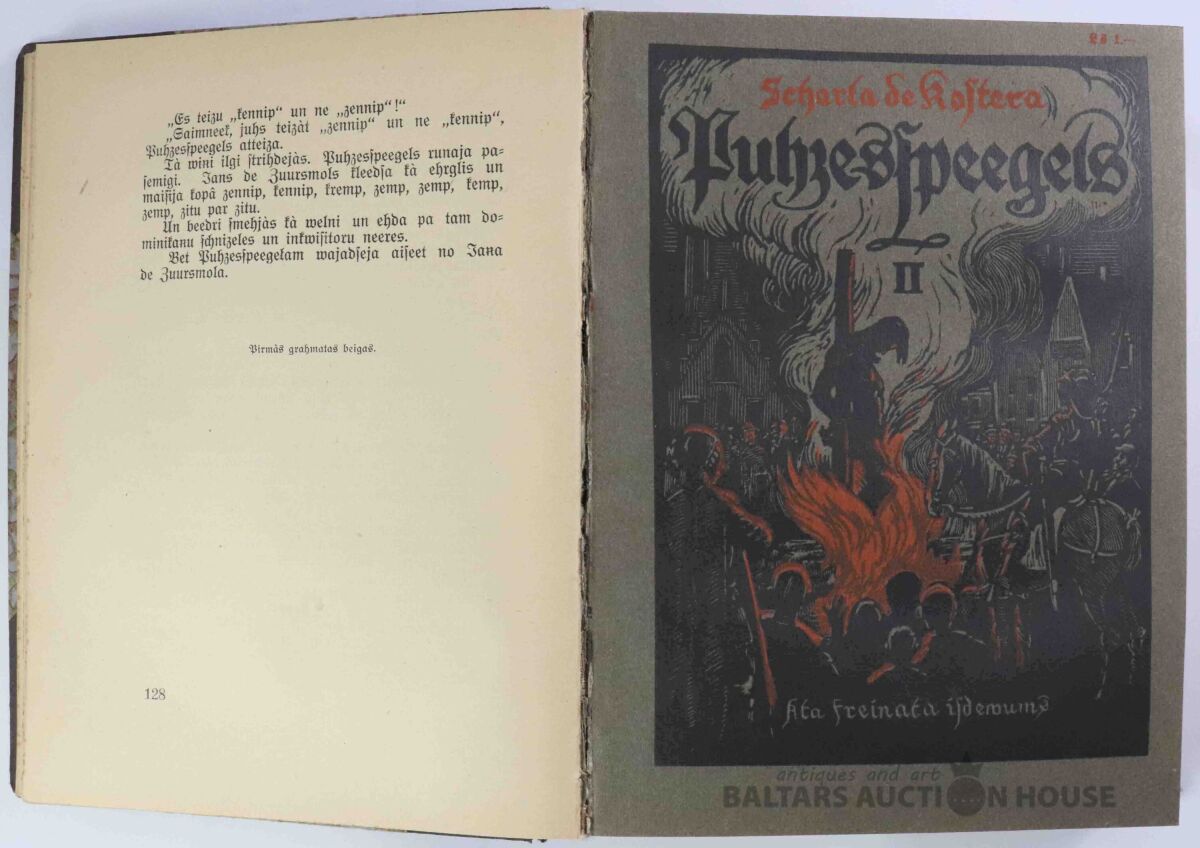 „Es teizu „kennip“ un ne „zennip“!“
„Saimneek, juhs teizàt „zennip“ un ne „kennip“,
Puhzesſpeegels atteiza.
Tà wini ilgi ſtrihdejàs. Puhzesſpeegels runaja pa=
ſemigi. Jans de Zuursmols kleedſa kà ehrglis un
maiſija kopâ zennip, kennip, kremp, zemp, zemp, kemp,
zemp, zitu par zitu.
Un beedri ſmehjàs kà welni un ehda pa tam do=
minikanu ſchnizeles un inkwiſitoru neeres.
Bet Puhzesſpeegelam wajadſeja aiſeet no Jana
de Zuursmola.
Pirmàs grahmatas beigas.
128
Ls 1.—
Scharla de Koſtera
Puhzesſpeegels
II
Ata Freinata iſdewums
antiques and art
BALTARS AUCTION HOUSE